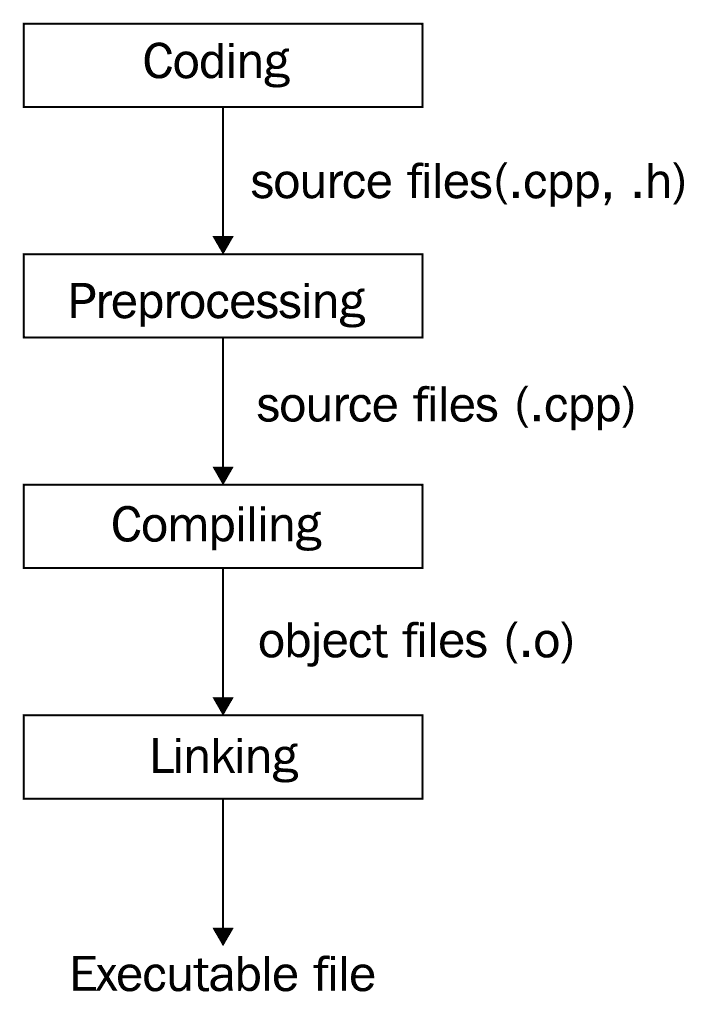 Coding
source files(.cpp, .h)
Preprocessing
source files (.cpp)
Compiling
object files (.o)
Linking
Executable file